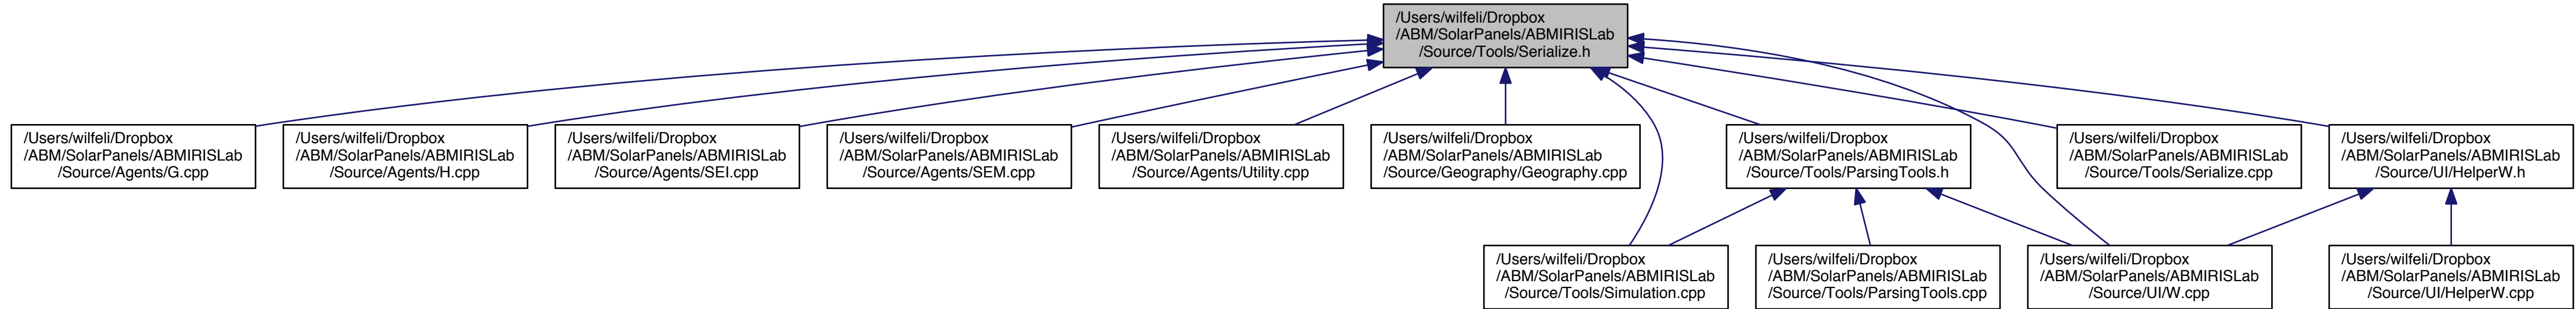 /Users/wilfeli/Dropbox
/ABM/SolarPanels/ABMIRISLab
/Source/Tools/Serialize.h
/Users/wilfeli/Dropbox
/ABM/SolarPanels/ABMIRISLab
/Source/Agents/G.cpp
/Users/wilfeli/Dropbox
/ABM/SolarPanels/ABMIRISLab
/Source/Agents/H.cpp
/Users/wilfeli/Dropbox
/ABM/SolarPanels/ABMIRISLab
/Source/Agents/SEI.cpp
/Users/wilfeli/Dropbox
/ABM/SolarPanels/ABMIRISLab
/Source/Agents/SEM.cpp
/Users/wilfeli/Dropbox
/ABM/SolarPanels/ABMIRISLab
/Source/Agents/Utility.cpp
/Users/wilfeli/Dropbox
/ABM/SolarPanels/ABMIRISLab
/Source/Geography/Geography.cpp
/Users/wilfeli/Dropbox
/ABM/SolarPanels/ABMIRISLab
/Source/Tools/ParsingTools.h
/Users/wilfeli/Dropbox
/ABM/SolarPanels/ABMIRISLab
/Source/Tools/Serialize.cpp
/Users/wilfeli/Dropbox
/ABM/SolarPanels/ABMIRISLab
/Source/UI/HelperW.h
/Users/wilfeli/Dropbox
/ABM/SolarPanels/ABMIRISLab
/Source/Tools/Simulation.cpp
/Users/wilfeli/Dropbox
/ABM/SolarPanels/ABMIRISLab
/Source/Tools/ParsingTools.cpp
/Users/wilfeli/Dropbox
/ABM/SolarPanels/ABMIRISLab
/Source/UI/W.cpp
/Users/wilfeli/Dropbox
/ABM/SolarPanels/ABMIRISLab
/Source/UI/HelperW.cpp